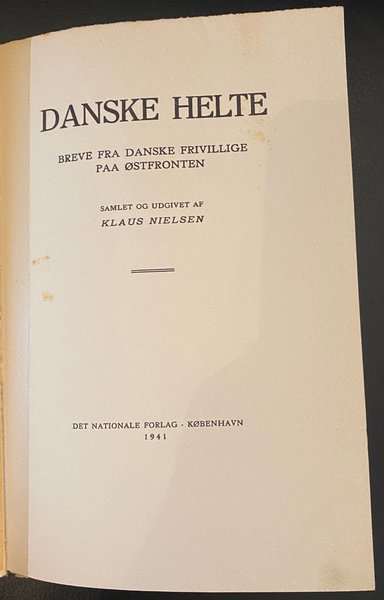 DANSKE HELTE
BREVE FRA DANSKE FRIVILLIGE
PAA ØSTFRONTEN
SAMLET OG UDGIVET AF
KLAUS NIELSEN
DET NATIONALE FORLAG - KØBENHAVN
1941